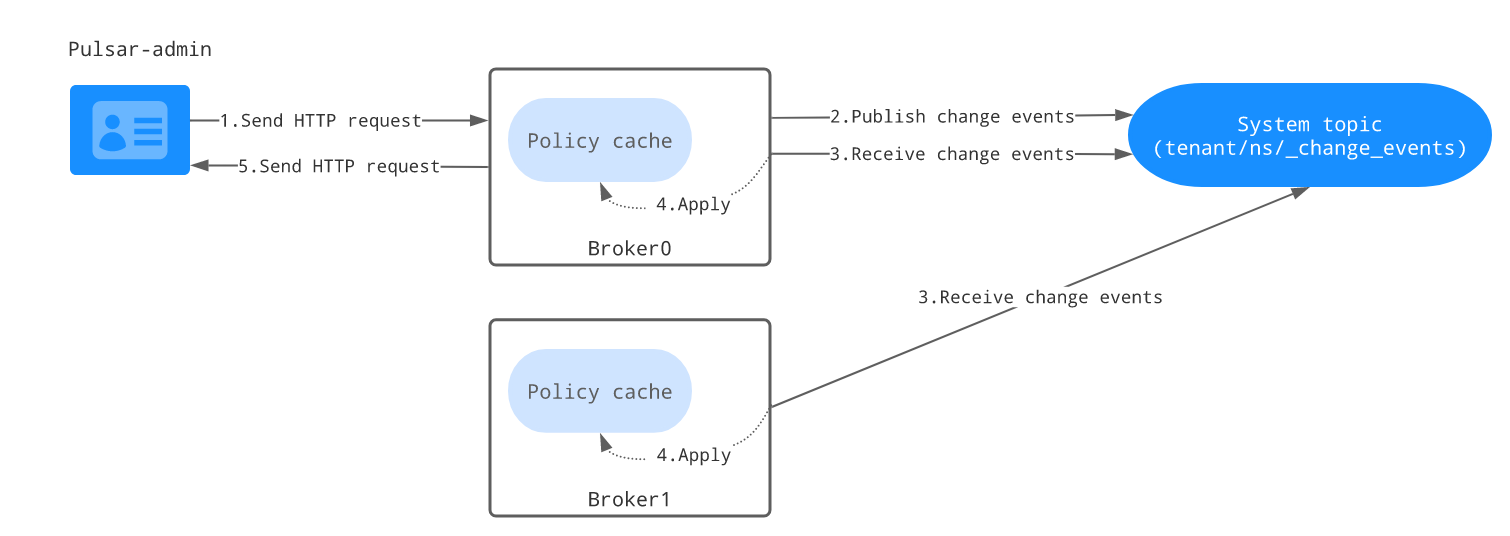 Pulsar-admin
1.Send HTTP request
5.Send HTTP request
Policy cache
4.Apply
Broker0
2.Publish change events
3.Receive change events
System topic
(tenant/ns/_change_events)
3.Receive change events
Policy cache
4.Apply
Broker1